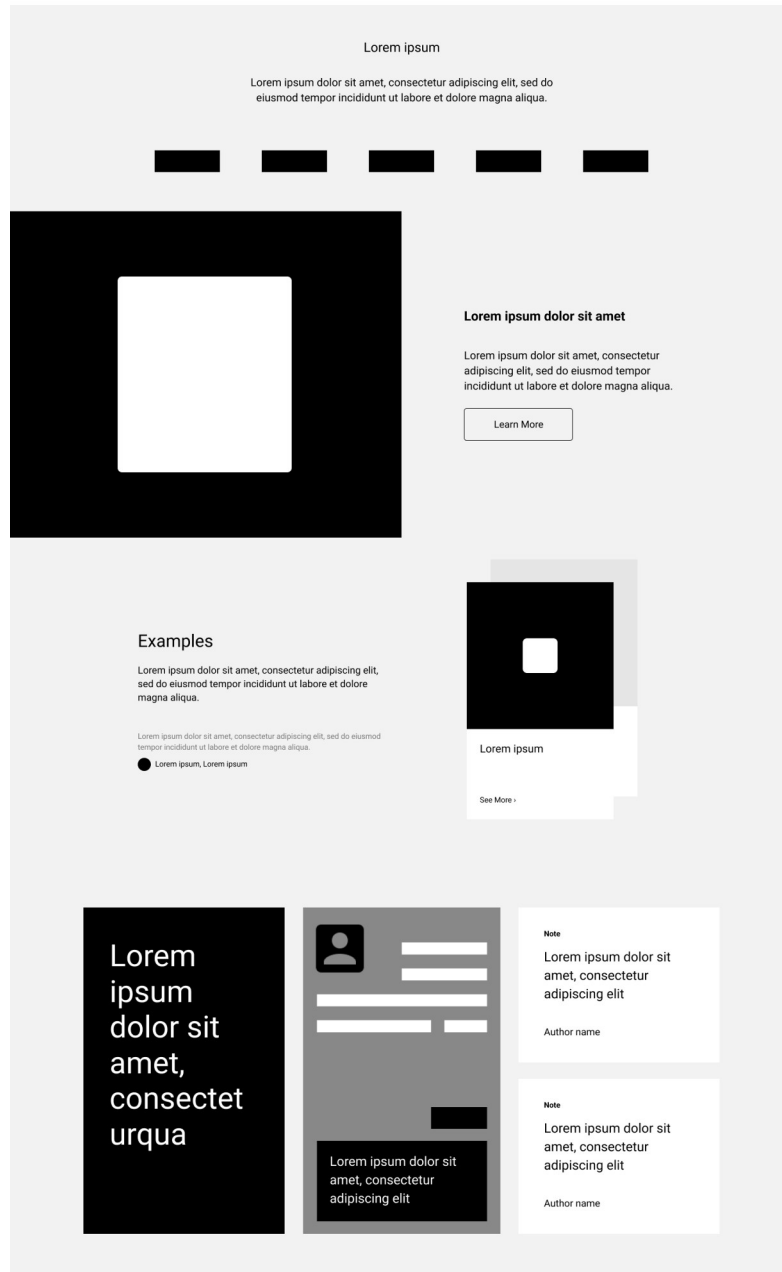 Lorem ipsum
Lorem ipsum dolor sit amet, consectetur adipiscing elit, sed do
eiusmod tempor incididunt ut labore et dolore magna aliqua.
Lorem ipsum dolor sit amet
Lorem ipsum dolor sit amet, consectetur
adipiscing elit, sed do eiusmod tempor
incididunt ut labore et dolore magna aliqua.
Learn More
Examples
Lorem ipsum dolor sit amet, consectetur adipiscing elit,
sed do eiusmod tempor incididunt ut labore et dolore
magna aliqua.
Lorem ipsum dolor sit amet, consectetur adipiscing elit, sed do eiusmod
tempor incididunt ut labore et dolore magna aliqua.
Lorem ipsum, Lorem ipsum
Lorem ipsum
See More ›
Lorem
ipsum
dolor sit
amet,
consectet
urqua
Lorem ipsum dolor sit
amet, consectetur
adipiscing elit
Note
Lorem ipsum dolor sit
amet, consectetur
adipiscing elit
Author name
Note
Lorem ipsum dolor sit
amet, consectetur
adipiscing elit
Author name